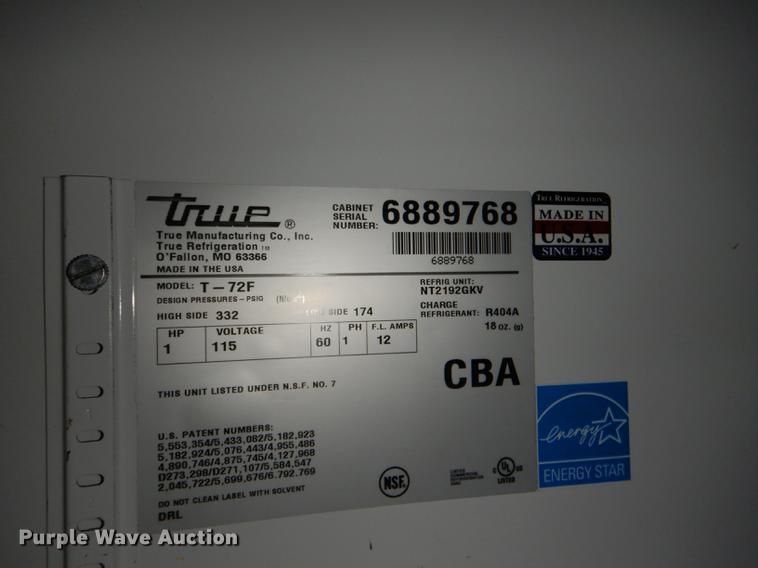 true®
True Manufacturing Co., Inc.
True Refrigeration TM
O'Fallon, MO 63366
MADE IN THE USA
CABINET SERIAL NUMBER: 6889768
6889768
MODEL: T-72F
DESIGN PRESSURES-PSIG
HIGH SIDE 332 SIDE 174
REFRIG UNIT:
NT2192GKV
CHARGE
REFRIGERANT: R404A
18 oz. (g)
HP VOLTAGE HZ PH F.L. AMPS
1 115 60 1 12
THIS UNIT LISTED UNDER N.S.F. NO. 7
CBA
U.S. PATENT NUMBERS:
5,553,354/5,433,082/5,182,923
5,182,924/5,076,443/4,955,486
4,890,746/4,875,745/4,127,968
D273,298/D271,107/5,584,547
2,045,722/5,699,676/6.792.769
DO NOT CLEAN LABEL WITH SOLVENT
DRL
NSF®
C UL US
LISTED
TRUE REFRIGERATION
MADE IN
U.S.A.
SINCE 1945
energy
ENERGY STAR
Purple Wave Auction®